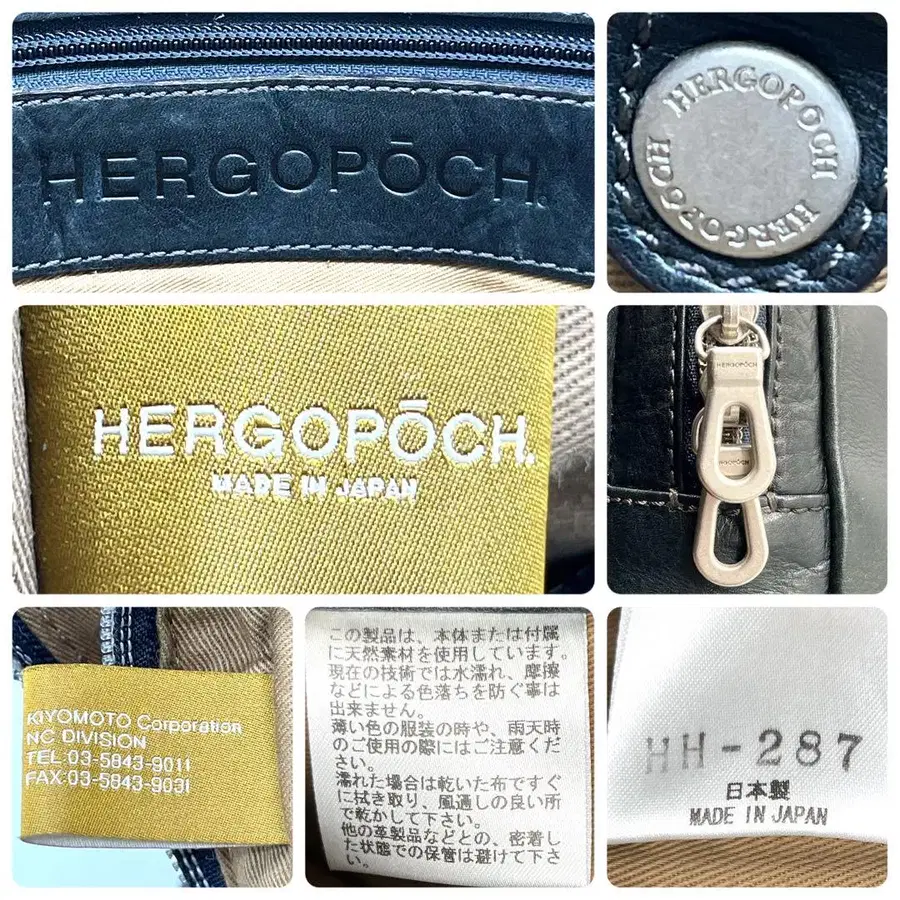 HERGOPŌCH.
HERGOPŌCH HERGOPŌCH
HERGOPŌCH.
MADE IN JAPAN
HERGOPŌCH
HERGOPŌCH
KIYOMOTO Corporation
NC DIVISION
TEL:03-5843-9011
FAX:03-5843-9031
この製品は、本体または付属
に天然素材を使用しています。
現在の技術では水濡れ、摩擦
などによる色落ちを防ぐ事は
出来ません。
薄い色の服装の時や、雨天時
のご使用の際にはご注意くだ
さい。
濡れた場合は乾いた布ですぐ
に拭き取り、風通しの良い所
で乾かして下さい。
他の革製品などとの、密着し
た状態での保管は避けて下さ
い。
HH-287
日本製
MADE IN JAPAN